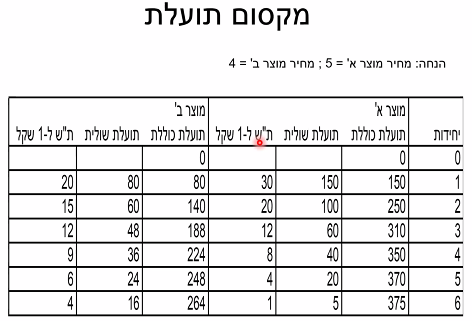 מקסום תועלת
הנחה: מחיר מוצר א' = 5 ; מחיר מוצר ב' = 4
מוצר א' מוצר ב'
יחידות תועלת כוללת תועלת שולית ת"ש ל-1 שקל תועלת כוללת תועלת שולית ת"ש ל-1 שקל
0 0 0
1 150 150 30 80 80 20
2 250 100 20 140 60 15
3 310 60 12 188 48 12
4 350 40 8 224 36 9
5 370 20 4 248 24 6
6 375 5 1 264 16 4